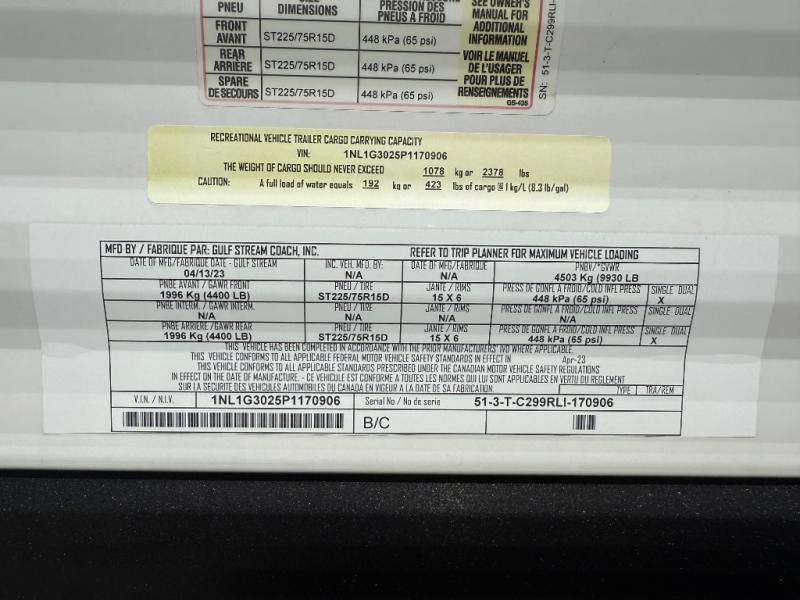 PNEU DIMENSIONS PRESSION DES PNEUS A FROID SEE OWNER'S MANUAL FOR ADDITIONAL INFORMATION
FRONT AVANT ST225/75R15D 448 kPa (65 psi)
REAR ARRIÈRE ST225/75R15D 448 kPa (65 psi)
SPARE DE SECOURS ST225/75R15D 448 kPa (65 psi)
VOIR LE MANUEL DE L'USAGER POUR PLUS DE RENSEIGNEMENTS
GS-435
SN: 51-3-T-C299RLI-
RECREATIONAL VEHICLE TRAILER CARGO CARRYING CAPACITY
VIN: 1NL1G3025P1170906
THE WEIGHT OF CARGO SHOULD NEVER EXCEED 1078 kg or 2378 lbs
CAUTION: A full load of water equals 192 kg or 423 lbs of cargo @ 1 kg/L (8.3 lb/gal)
MFD BY / FABRIQUE PAR: GULF STREAM COACH, INC. REFER TO TRIP PLANNER FOR MAXIMUM VEHICLE LOADING
DATE OF MFG/FABRIQUE DATE - GULF STREAM INC. VEH. MFD. BY: DATE OF MFG/FABRIQUE PNBV/*GVWR
04/13/23 N/A N/A 4503 Kg (9930 LB
PNBE AVANT / GAWR FRONT PNEU / TIRE JANTE / RIMS PRESS DE GONFL A FROID/COLD INFL PRESS SINGLE DUAL
1996 Kg (4400 LB) ST225/75R15D 15 X 6 448 kPa (65 psi) X
PNBE INTERM. / GAWR INTERM. PNEU / TIRE JANTE / RIMS PRESS DE GONFL A FROID/COLD INFL PRESS SINGLE DUAL
N/A N/A N/A N/A
PNBE ARRIERE /GAWR REAR PNEU / TIRE JANTE / RIMS PRESS DE GONFL A FROID/COLD INFL PRESS SINGLE DUAL
1996 Kg (4400 LB) ST225/75R15D 15 X 6 448 kPa (65 psi) X
THIS VEHICLE HAS BEEN COMPLETED IN ACCORDANCE WITH THE PRIOR MANUFACTURERS' IVD WHERE APPLICABLE.
THIS VEHICLE CONFORMS TO ALL APPLICABLE FEDERAL MOTOR VEHICLE SAFETY STANDARDS IN EFFECT IN Apr-23
THIS VEHICLE CONFORMS TO ALL APPLICABLE STANDARDS PRESCRIBED UNDER THE CANADIAN MOTOR VEHICLE SAFETY REGULATIONS
IN EFFECT ON THE DATE OF MANUFACTURE. - CE VEHICULE EST CONFORME A TOUTES LES NORMES QUI LUI SONT APPLICABLES EN VERTU DU REGLEMENT
SUR LA SECURITE DES VEHICULES AUTOMOBILES DU CANADA EN VIGUEUR A LA DATE DE SA FABRICATION. TYPE TRA/REM
V.I.N. / N.I.V. 1NL1G3025P1170906 Serial No / No de serie 51-3-T-C299RLI-170906
B/C